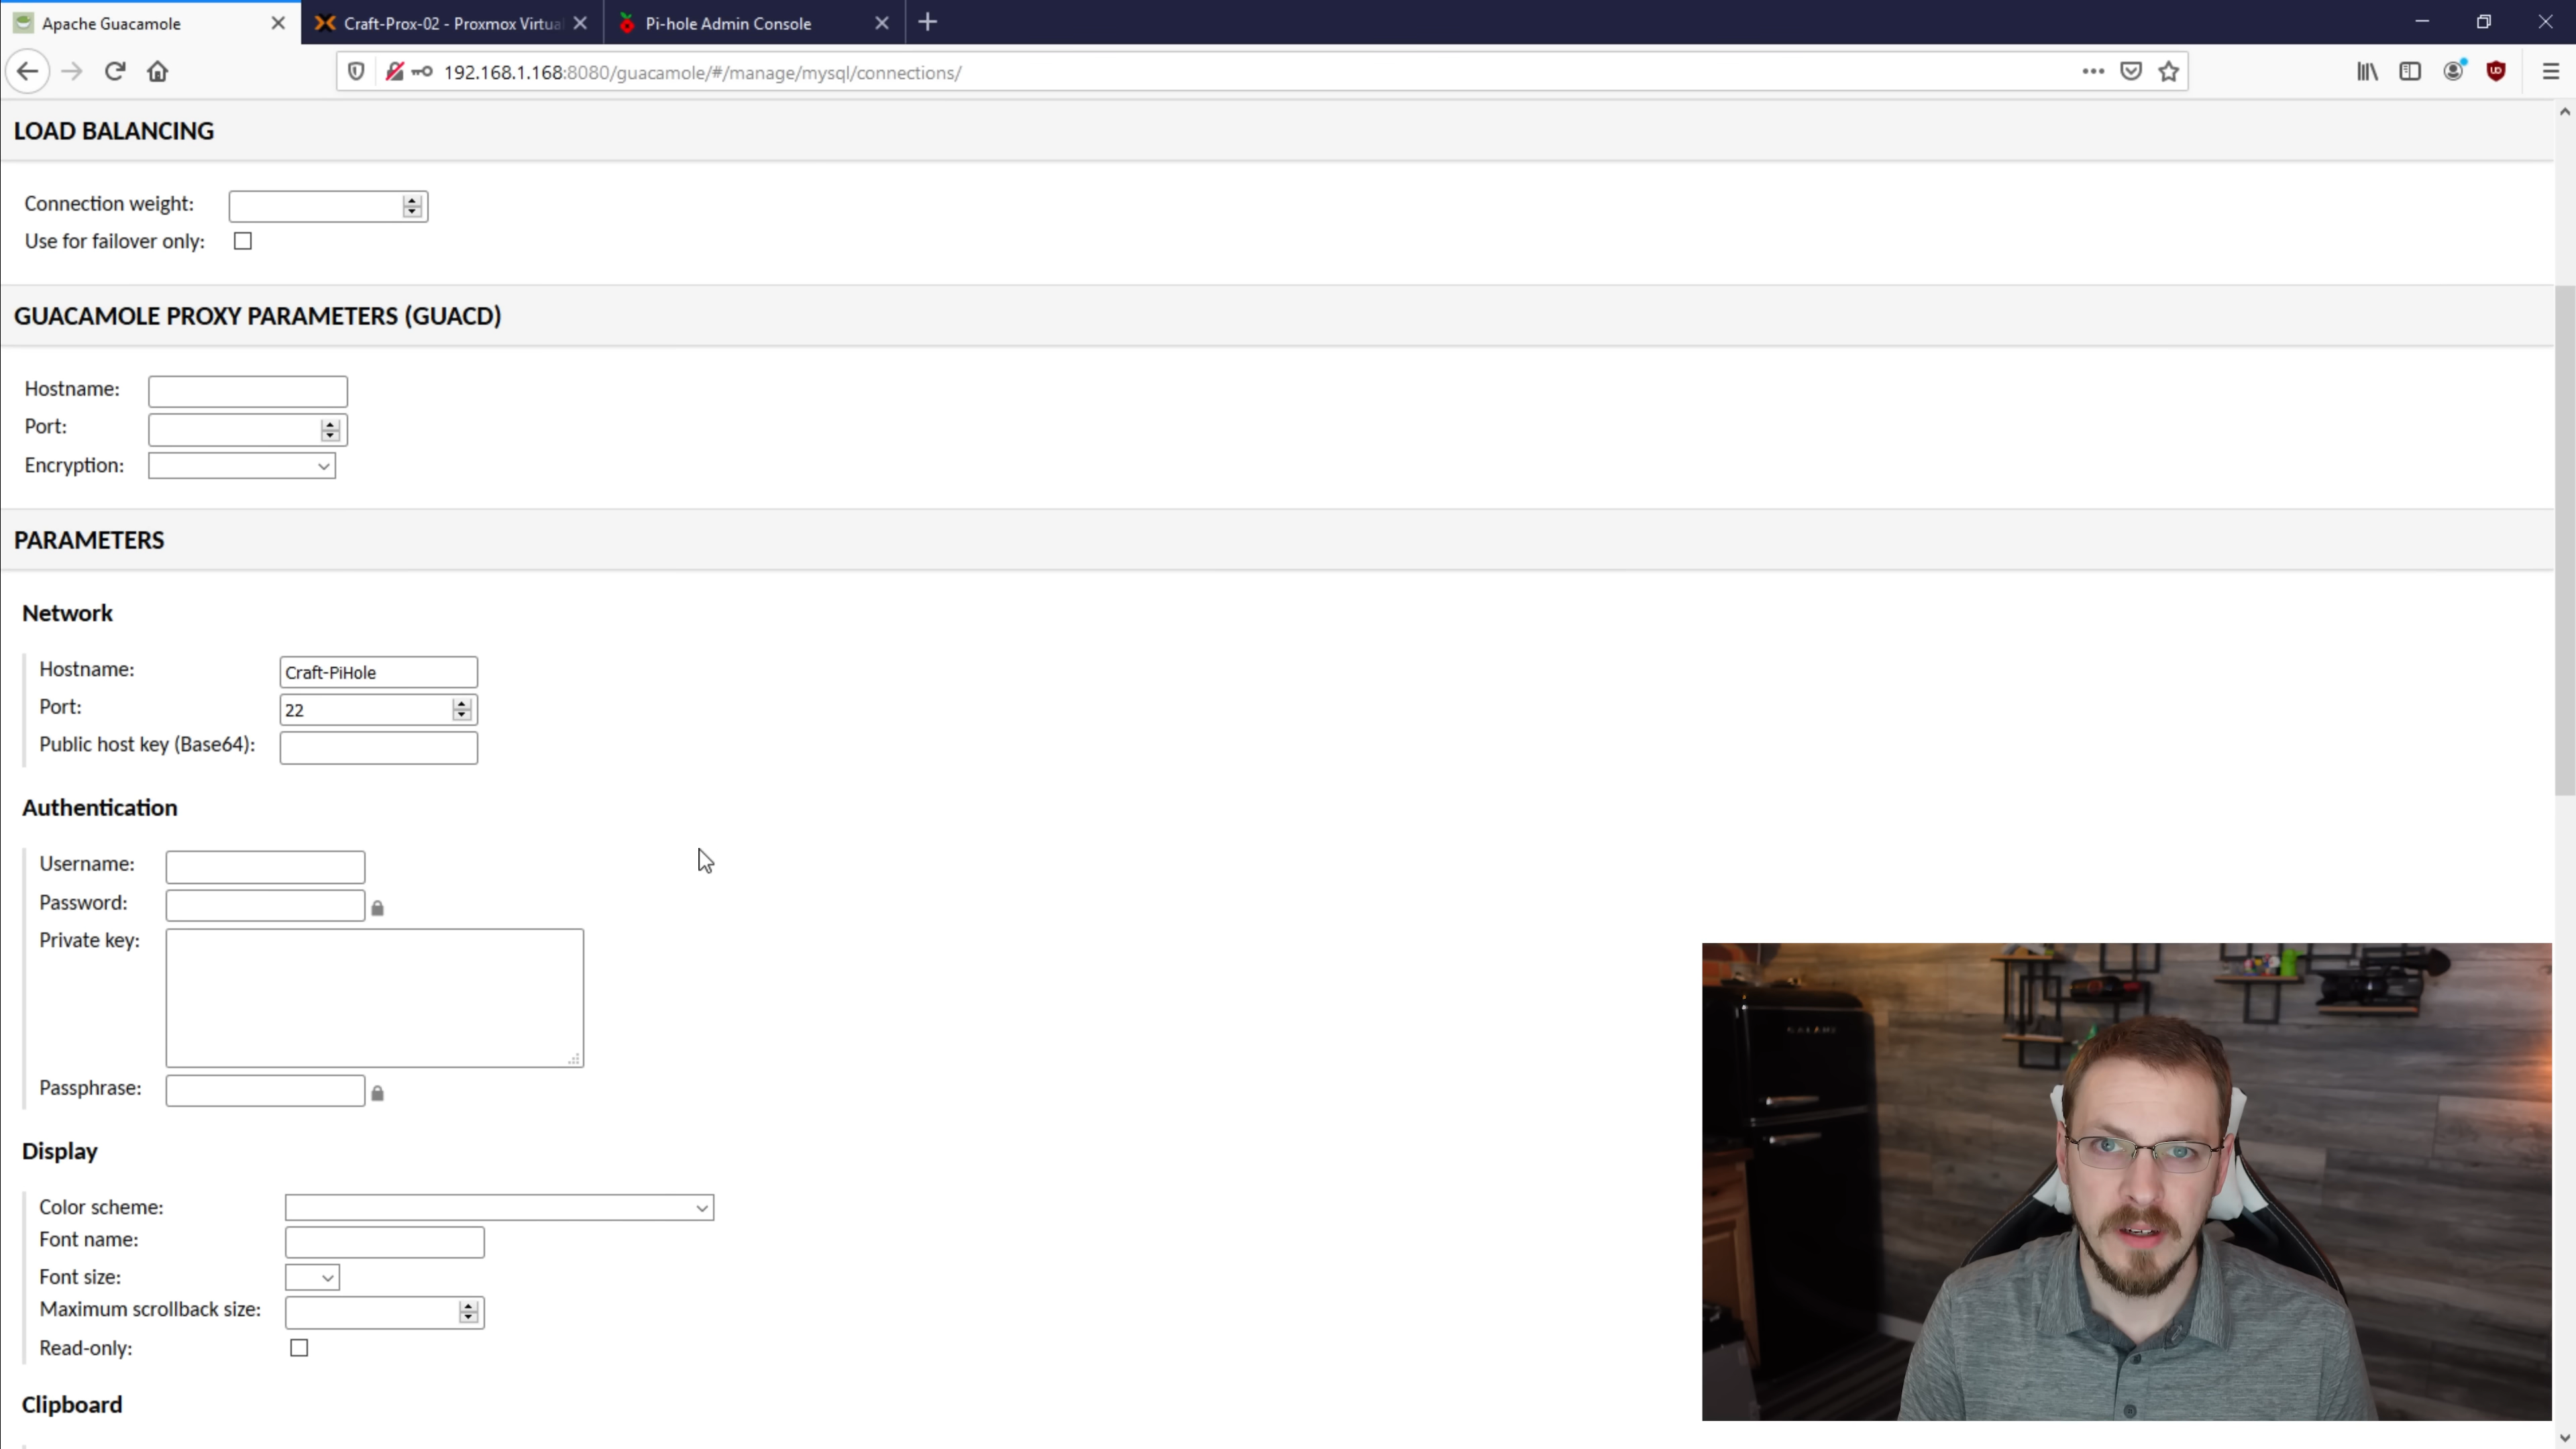 Apache Guacamole
Craft-Prox-02 - Proxmox Virtua
Pi-hole Admin Console
192.168.1.168:8080/guacamole/#/manage/mysql/connections/
LOAD BALANCING
Connection weight:
Use for failover only:
GUACAMOLE PROXY PARAMETERS (GUACD)
Hostname:
Port:
Encryption:
PARAMETERS
Network
Hostname: Craft-PiHole
Port: 22
Public host key (Base64):
Authentication
Username:
Password:
Private key:
Passphrase:
Display
Color scheme:
Font name:
Font size:
Maximum scrollback size:
Read-only:
Clipboard